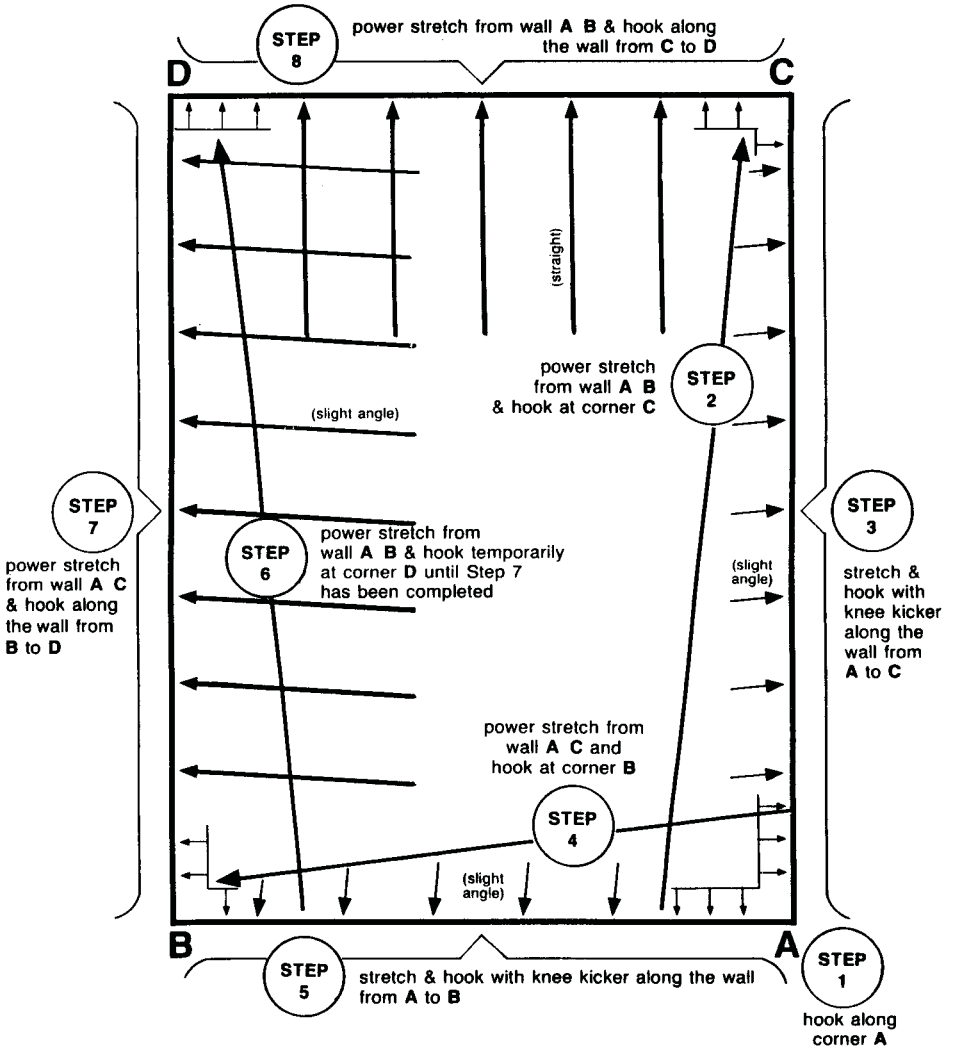 STEP
8
power stretch from wall A B & hook along
the wall from C to D
D
C
(straight)
power stretch
from wall A B
& hook at corner C
STEP
2
(slight angle)
STEP
7
power stretch
from wall A C
& hook along
the wall from
B to D
STEP
6
power stretch from
wall A B & hook temporarily
at corner D until Step 7
has been completed
(slight
angle)
STEP
3
stretch &
hook with
knee kicker
along the
wall from
A to C
power stretch from
wall A C and
hook at corner B
STEP
4
(slight
angle)
B
A
STEP
5
stretch & hook with knee kicker along the wall
from A to B
STEP
1
hook along
corner A